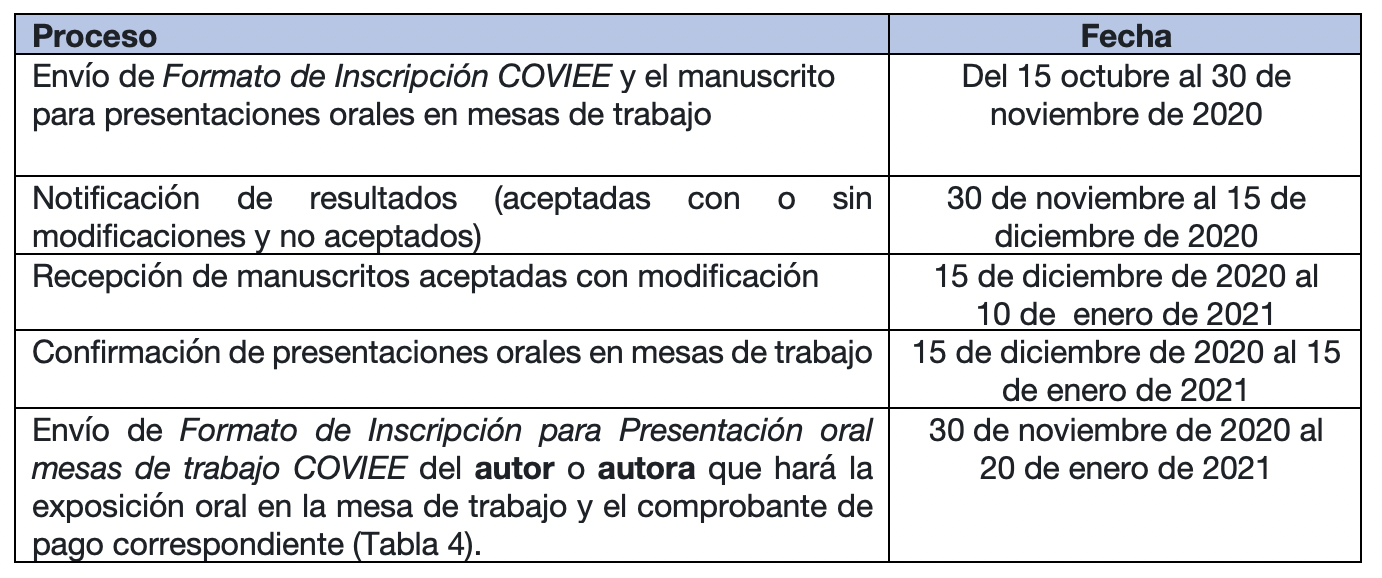 Proceso Fecha
Envío de Formato de Inscripción COVIEE y el manuscrito
para presentaciones orales en mesas de trabajo
Del 15 octubre al 30 de
noviembre de 2020
Notificación de resultados (aceptadas con o sin
modificaciones y no aceptados)
30 de noviembre al 15 de
diciembre de 2020
Recepción de manuscritos aceptadas con modificación
15 de diciembre de 2020 al
10 de enero de 2021
Confirmación de presentaciones orales en mesas de trabajo
15 de diciembre de 2020 al 15
de enero de 2021
Envío de Formato de Inscripción para Presentación oral
mesas de trabajo COVIEE del autor o autora que hará la
exposición oral en la mesa de trabajo y el comprobante de
pago correspondiente (Tabla 4).
30 de noviembre de 2020 al
20 de enero de 2021